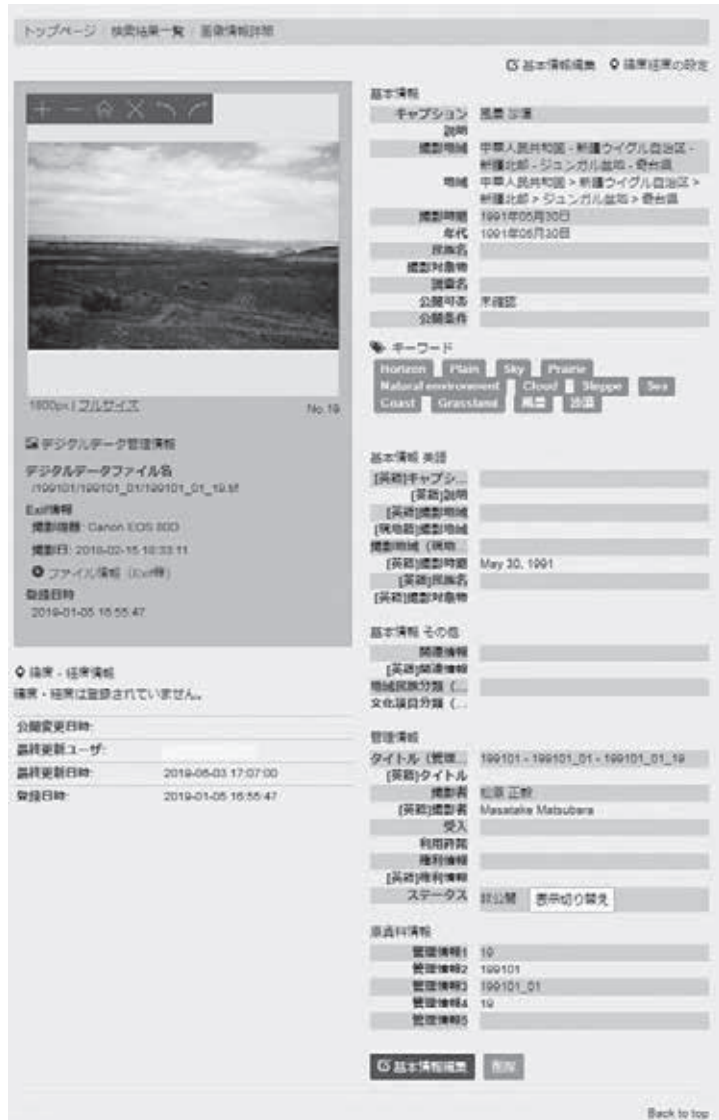 トップページ / 検索結果一覧 / 画像情報詳細
基本情報編集 緯度経度の設定
1600px | フルサイズ
No.19
デジタルデータ管理情報
デジタルデータファイル名
/199101/199101_01/199101_01_19.tif
Exif情報
撮影機器: Canon EOS 80D
撮影日: 2018-02-15 10:33:11
ファイル情報 (Exif等)
登録日時
2019-01-05 16:55:47
緯度・経度情報
緯度・経度は登録されていません。
公開変更日時:
最終更新ユーザ:
最終更新日時: 2019-06-03 17:07:00
登録日時: 2019-01-05 16:55:47
基本情報
キャプション 風景 沙漠
説明
撮影地域 中華人民共和国 - 新疆ウイグル自治区 -
新疆北部 - ジュンガル盆地 - 奇台県
地域 中華人民共和国 > 新疆ウイグル自治区 >
新疆北部 > ジュンガル盆地 > 奇台県
撮影時期 1991年05月30日
年代 1991年05月30日
民族名
撮影対象物
調査名
公開可否 未確認
公開条件
キーワード
Horizon Plain Sky Prairie
Natural environment Cloud Steppe Sea
Coast Grassland 風景 沙漠
基本情報 英語
[英語]キャプシ...
[英語]説明
[英語]撮影地域
[現地語]撮影地域
撮影地域 (現地...
[英語]撮影時期 May 30, 1991
[英語]民族名
[英語]撮影対象物
基本情報 その他
関連情報
[英語]関連情報
地域民族分類 (...
文化項目分類 (...
管理情報
タイトル (管理... 199101 - 199101_01 - 199101_01_19
[英語]タイトル
撮影者 松原 正毅
[英語]撮影者 Masatake Matsubara
受入
利用許諾
権利情報
[英語]権利情報
ステータス 非公開 表示切り替え
原資料情報
管理情報1 19
管理情報2 199101
管理情報3 199101_01
管理情報4 19
管理情報5
基本情報編集 削除
Back to top